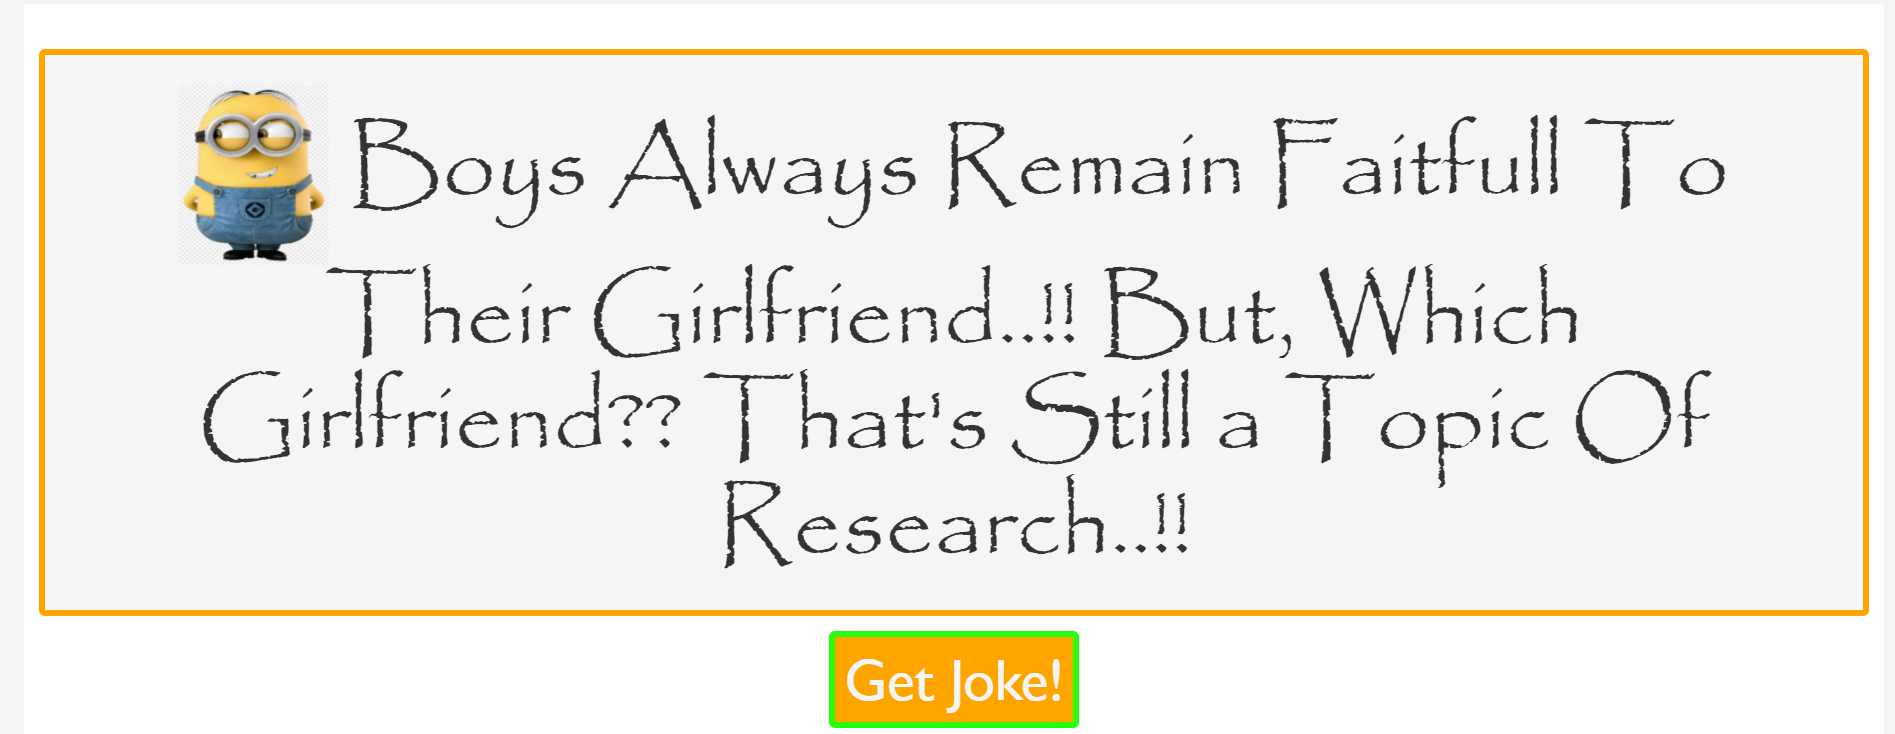 Boys Always Remain Faitfull To
Their Girlfriend..!! But, Which
Girlfriend?? That's Still a Topic Of
Research..!!
Get Joke!